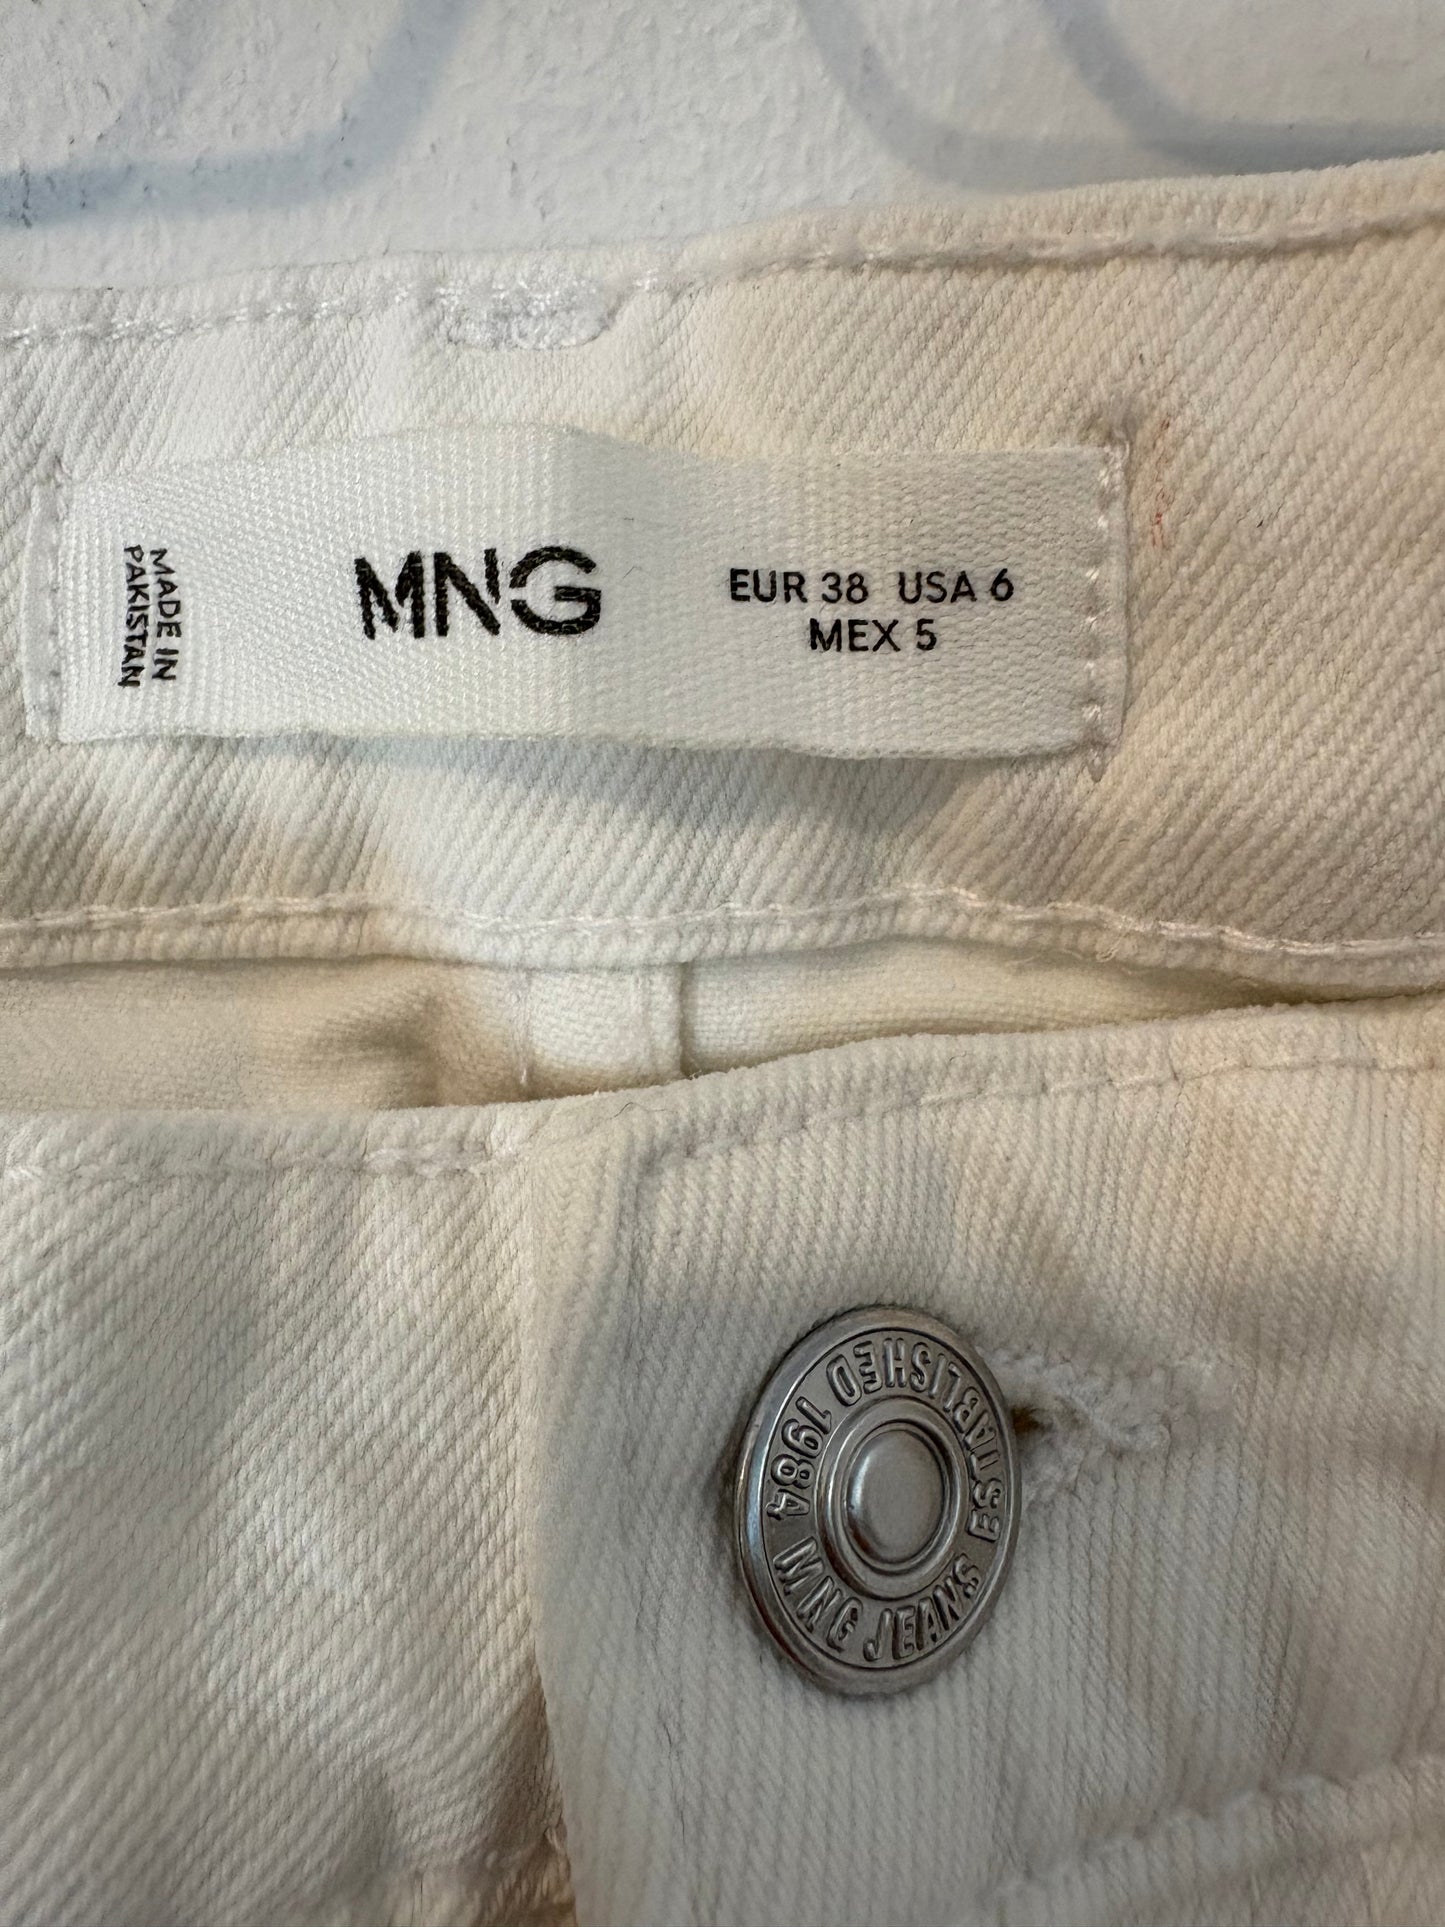 MADE IN
PAKISTAN
MNG
EUR 38 USA 6
MEX 5
MNG JEANS ESTABLISHED 1984